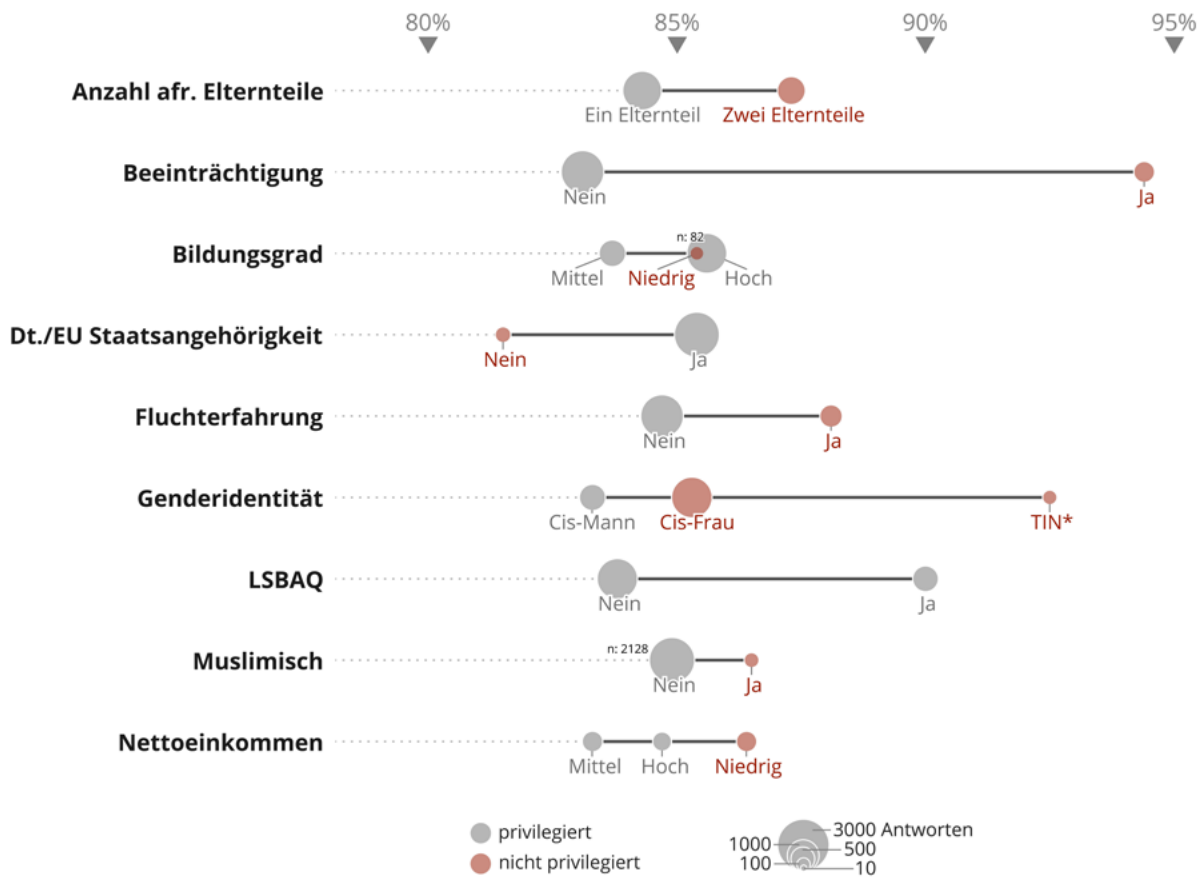 80% 85% 90% 95%
Anzahl afr. Elternteile
Ein Elternteil Zwei Elternteile
Beeinträchtigung
Nein Ja
Bildungsgrad
n: 82
Mittel Niedrig Hoch
Dt./EU Staatsangehörigkeit
Nein Ja
Fluchterfahrung
Nein Ja
Genderidentität
Cis-Mann Cis-Frau TIN*
LSBAQ
Nein Ja
Muslimisch
n: 2128
Nein Ja
Nettoeinkommen
Mittel Hoch Niedrig
privilegiert
nicht privilegiert
3000 Antworten
1000 500
100 10